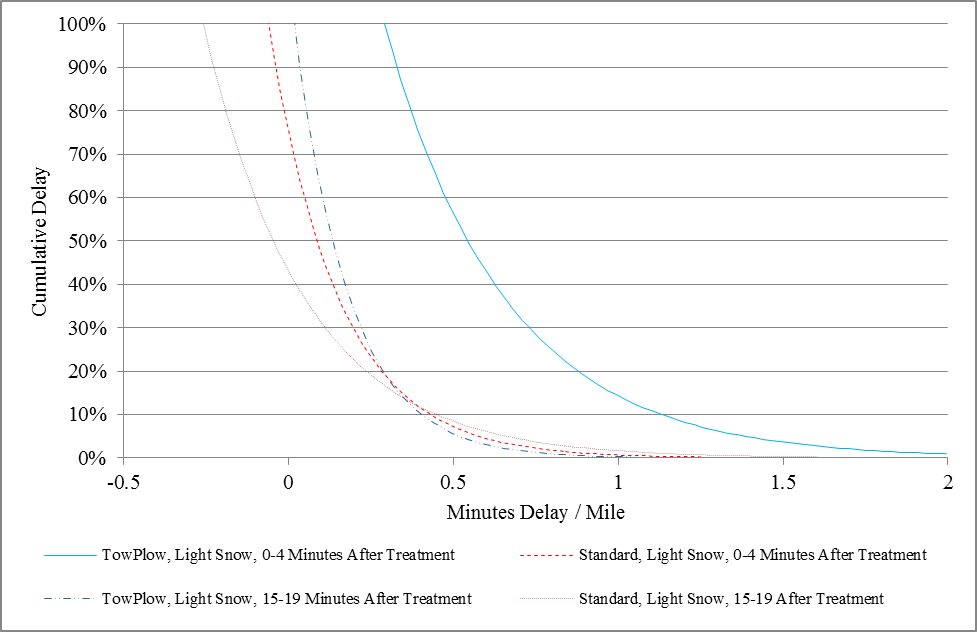 100%
90%
80%
70%
60%
50%
40%
30%
20%
10%
0%
Cumulative Delay
-0.5 0 0.5 1 1.5 2
Minutes Delay / Mile
TowPlow, Light Snow, 0-4 Minutes After Treatment
Standard, Light Snow, 0-4 Minutes After Treatment
TowPlow, Light Snow, 15-19 Minutes After Treatment
Standard, Light Snow, 15-19 After Treatment